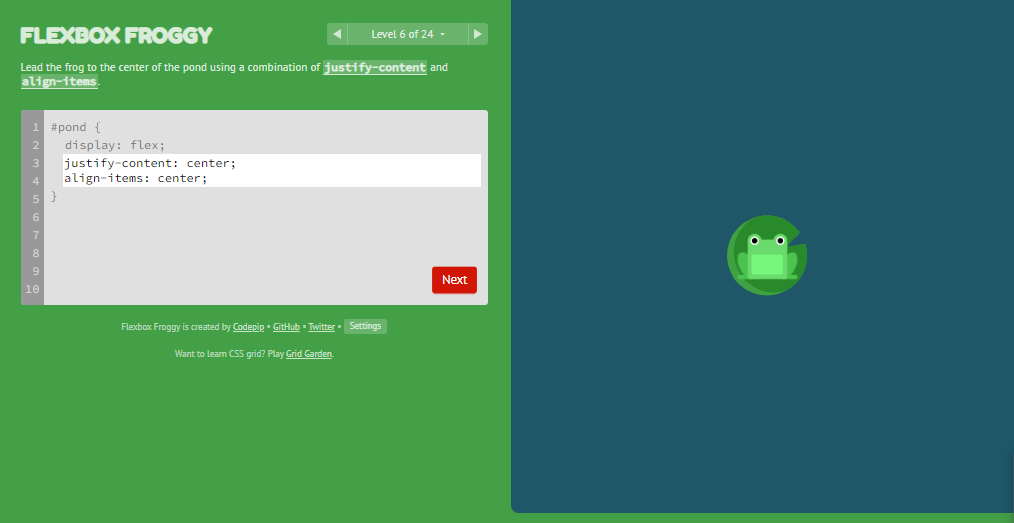 FLEXBOX FROGGY
◀ Level 6 of 24 ▶
Lead the frog to the center of the pond using a combination of justify-content and
align-items.
1 #pond {
2 display: flex;
3 justify-content: center;
4 align-items: center;
5 }
6
7
8
9
10
Next
Flexbox Froggy is created by Codepip • GitHub • Twitter • Settings
Want to learn CSS grid? Play Grid Garden.